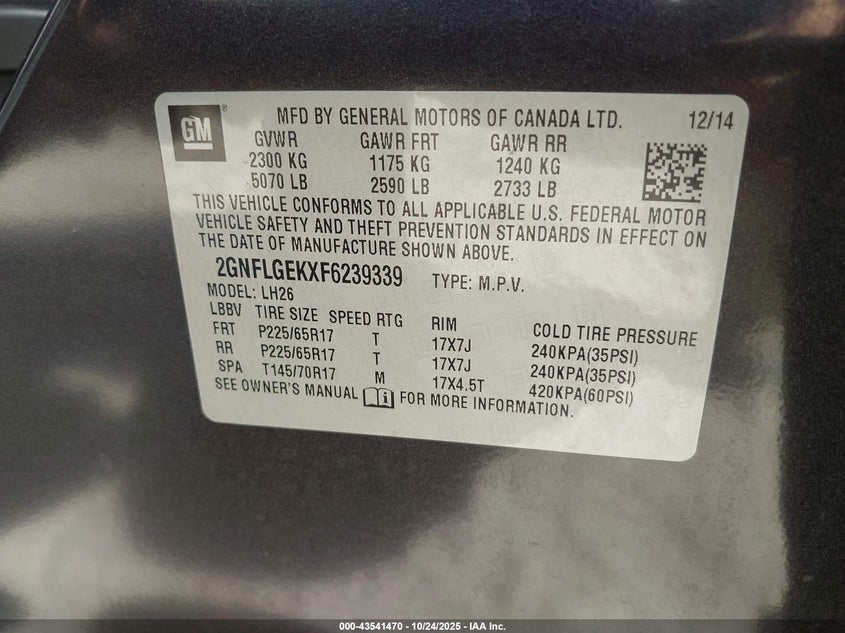 GM®
MFD BY GENERAL MOTORS OF CANADA LTD. 12/14
GVWR GAWR FRT GAWR RR
2300 KG 1175 KG 1240 KG
5070 LB 2590 LB 2733 LB
THIS VEHICLE CONFORMS TO ALL APPLICABLE U.S. FEDERAL MOTOR
VEHICLE SAFETY AND THEFT PREVENTION STANDARDS IN EFFECT ON
THE DATE OF MANUFACTURE SHOWN ABOVE.
2GNFLGEKXF6239339 TYPE: M.P.V.
MODEL: LH26
LBBV TIRE SIZE SPEED RTG RIM COLD TIRE PRESSURE
FRT P225/65R17 T 17X7J 240KPA(35PSI)
RR P225/65R17 T 17X7J 240KPA(35PSI)
SPA T145/70R17 M 17X4.5T 420KPA(60PSI)
SEE OWNER'S MANUAL i FOR MORE INFORMATION.
000-43541470 • 10/24/2025 • IAA Inc.